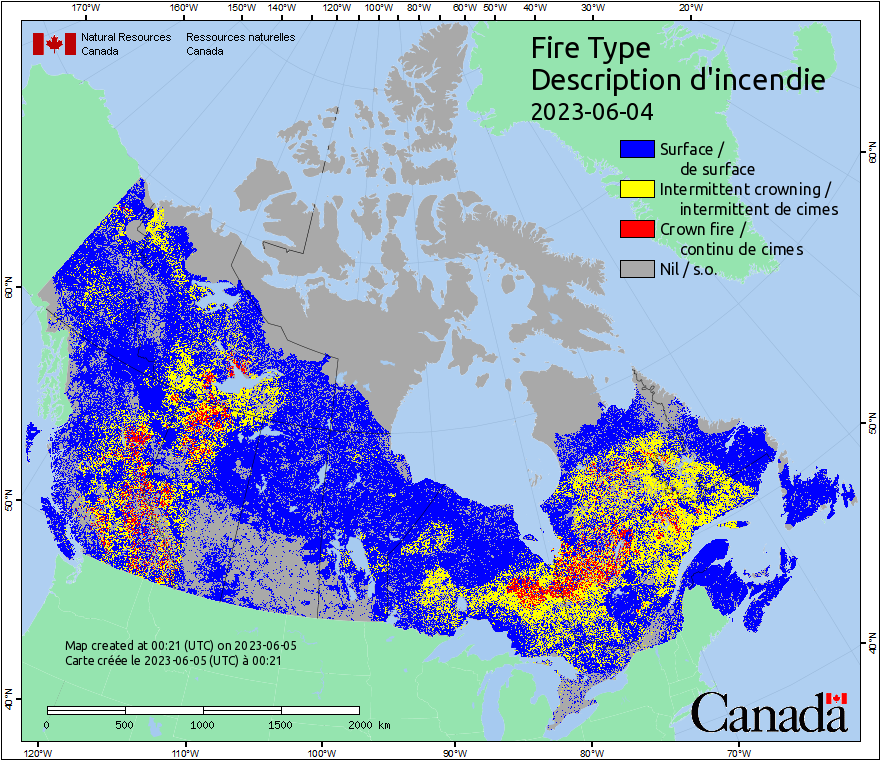 170°W 160°W 150°W 140°W 120°W 100°W 80°W 60°W 50°W 40°W 30°W 20°W
Natural Resources Ressources naturelles
Canada Canada
Fire Type
Description d'incendie
2023-06-04
Surface /
de surface
Intermittent crowning /
intermittent de cimes
Crown fire /
continu de cimes
Nil / s.o.
60°N
60°N
50°N
50°N
40°N
40°N
Map created at 00:21 (UTC) on 2023-06-05
Carte créée le 2023-06-05 (UTC) à 00:21
0 500 1000 1500 2000 km
Canada
120°W 110°W 100°W 90°W 80°W 70°W